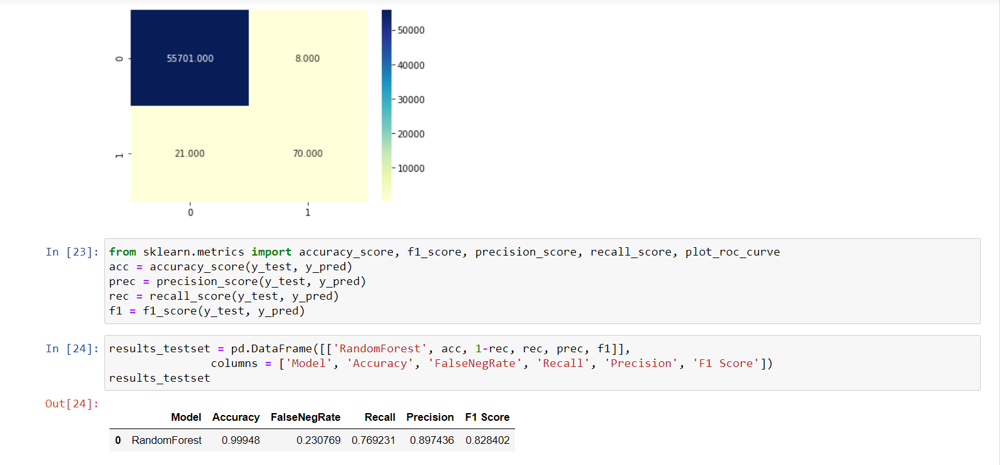 50000
0
55701.000 8.000
40000
30000
20000
1
21.000 70.000
10000
0 1
In [23]:
from sklearn.metrics import accuracy_score, f1_score, precision_score, recall_score, plot_roc_curve
acc = accuracy_score(y_test, y_pred)
prec = precision_score(y_test, y_pred)
rec = recall_score(y_test, y_pred)
f1 = f1_score(y_test, y_pred)
In [24]:
results_testset = pd.DataFrame([['RandomForest', acc, 1-rec, rec, prec, f1]],
columns = ['Model', 'Accuracy', 'FalseNegRate', 'Recall', 'Precision', 'F1 Score'])
results_testset
Out[24]:
Model Accuracy FalseNegRate Recall Precision F1 Score
0 RandomForest 0.99948 0.230769 0.769231 0.897436 0.828402